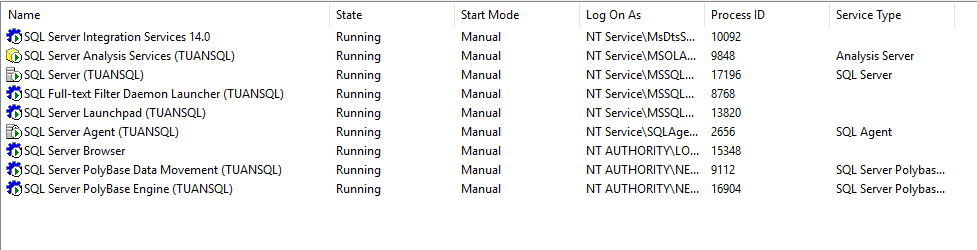 Name State Start Mode Log On As Process ID Service Type
SQL Server Integration Services 14.0 Running Manual NT Service\MsDtsS... 10092
SQL Server Analysis Services (TUANSQL) Running Manual NT Service\MSOLA... 9848 Analysis Server
SQL Server (TUANSQL) Running Manual NT Service\MSSQL... 17196 SQL Server
SQL Full-text Filter Daemon Launcher (TUANSQL) Running Manual NT Service\MSSQL... 8768
SQL Server Launchpad (TUANSQL) Running Manual NT Service\MSSQL... 13820
SQL Server Agent (TUANSQL) Running Manual NT Service\SQLAge... 2656 SQL Agent
SQL Server Browser Running Manual NT AUTHORITY\LO... 15348
SQL Server PolyBase Data Movement (TUANSQL) Running Manual NT AUTHORITY\NE... 9112 SQL Server Polybas...
SQL Server PolyBase Engine (TUANSQL) Running Manual NT AUTHORITY\NE... 16904 SQL Server Polybas...